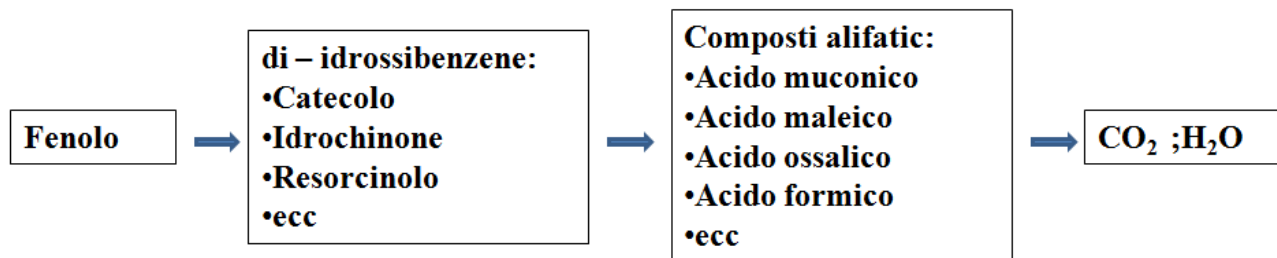 Fenolo
di – idrossibenzene:
•Catecolo
•Idrochinone
•Resorcinolo
•ecc
Composti alifatic:
•Acido muconico
•Acido maleico
•Acido ossalico
•Acido formico
•ecc
CO₂ ;H₂O